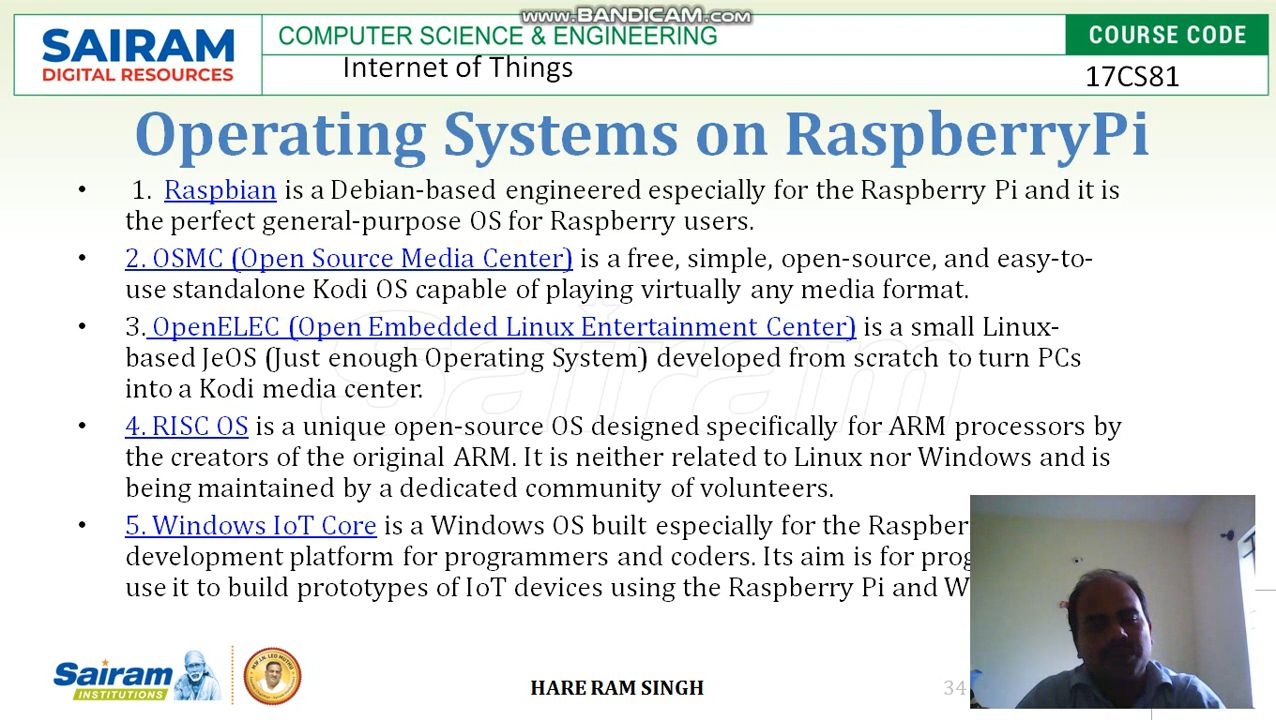 www.BANDICAM.com
SAIRAM
DIGITAL RESOURCES
COMPUTER SCIENCE & ENGINEERING
COURSE CODE
Internet of Things
17CS81
Operating Systems on RaspberryPi
• 1. Raspbian is a Debian-based engineered especially for the Raspberry Pi and it is
the perfect general-purpose OS for Raspberry users.
• 2. OSMC (Open Source Media Center) is a free, simple, open-source, and easy-to-
use standalone Kodi OS capable of playing virtually any media format.
• 3. OpenELEC (Open Embedded Linux Entertainment Center) is a small Linux-
based JeOS (Just enough Operating System) developed from scratch to turn PCs
into a Kodi media center.
• 4. RISC OS is a unique open-source OS designed specifically for ARM processors by
the creators of the original ARM. It is neither related to Linux nor Windows and is
being maintained by a dedicated community of volunteers.
• 5. Windows IoT Core is a Windows OS built especially for the
development platform for programmers and coders. Its aim is for
use it to build prototypes of IoT devices using the Raspberry Pi and
Sairam
Sairam
INSTITUTIONS
HARE RAM SINGH
34